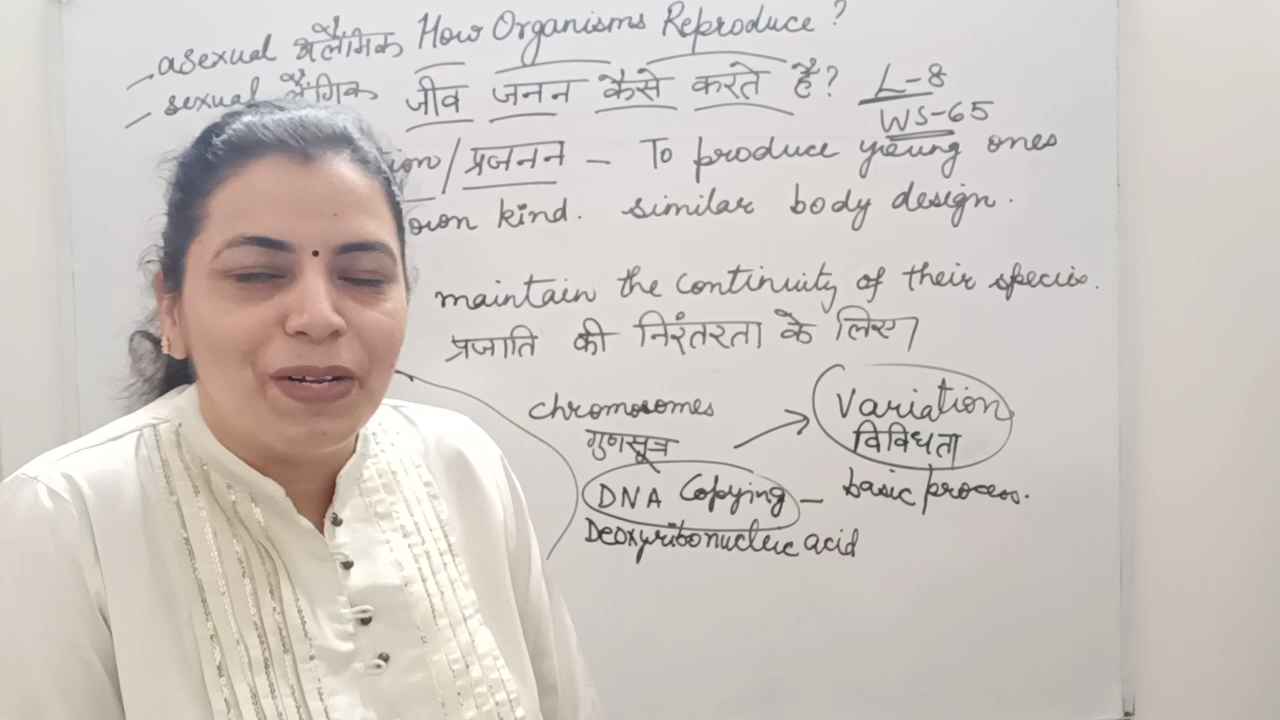 How Organisms Reproduce ?
asexual अलैंगिक
sexual लैंगिक
जीव जनन कैसे करते है ?
L-8
WS-65
ion / प्रजनन – To produce young ones
own kind. similar body design.
maintain the continuity of their species.
प्रजाति की निरंतरता के लिए।
chromosomes
गुणसूत्र
Variation
विविधता
DNA Copying – basic process.
Deoxyribonucleic acid